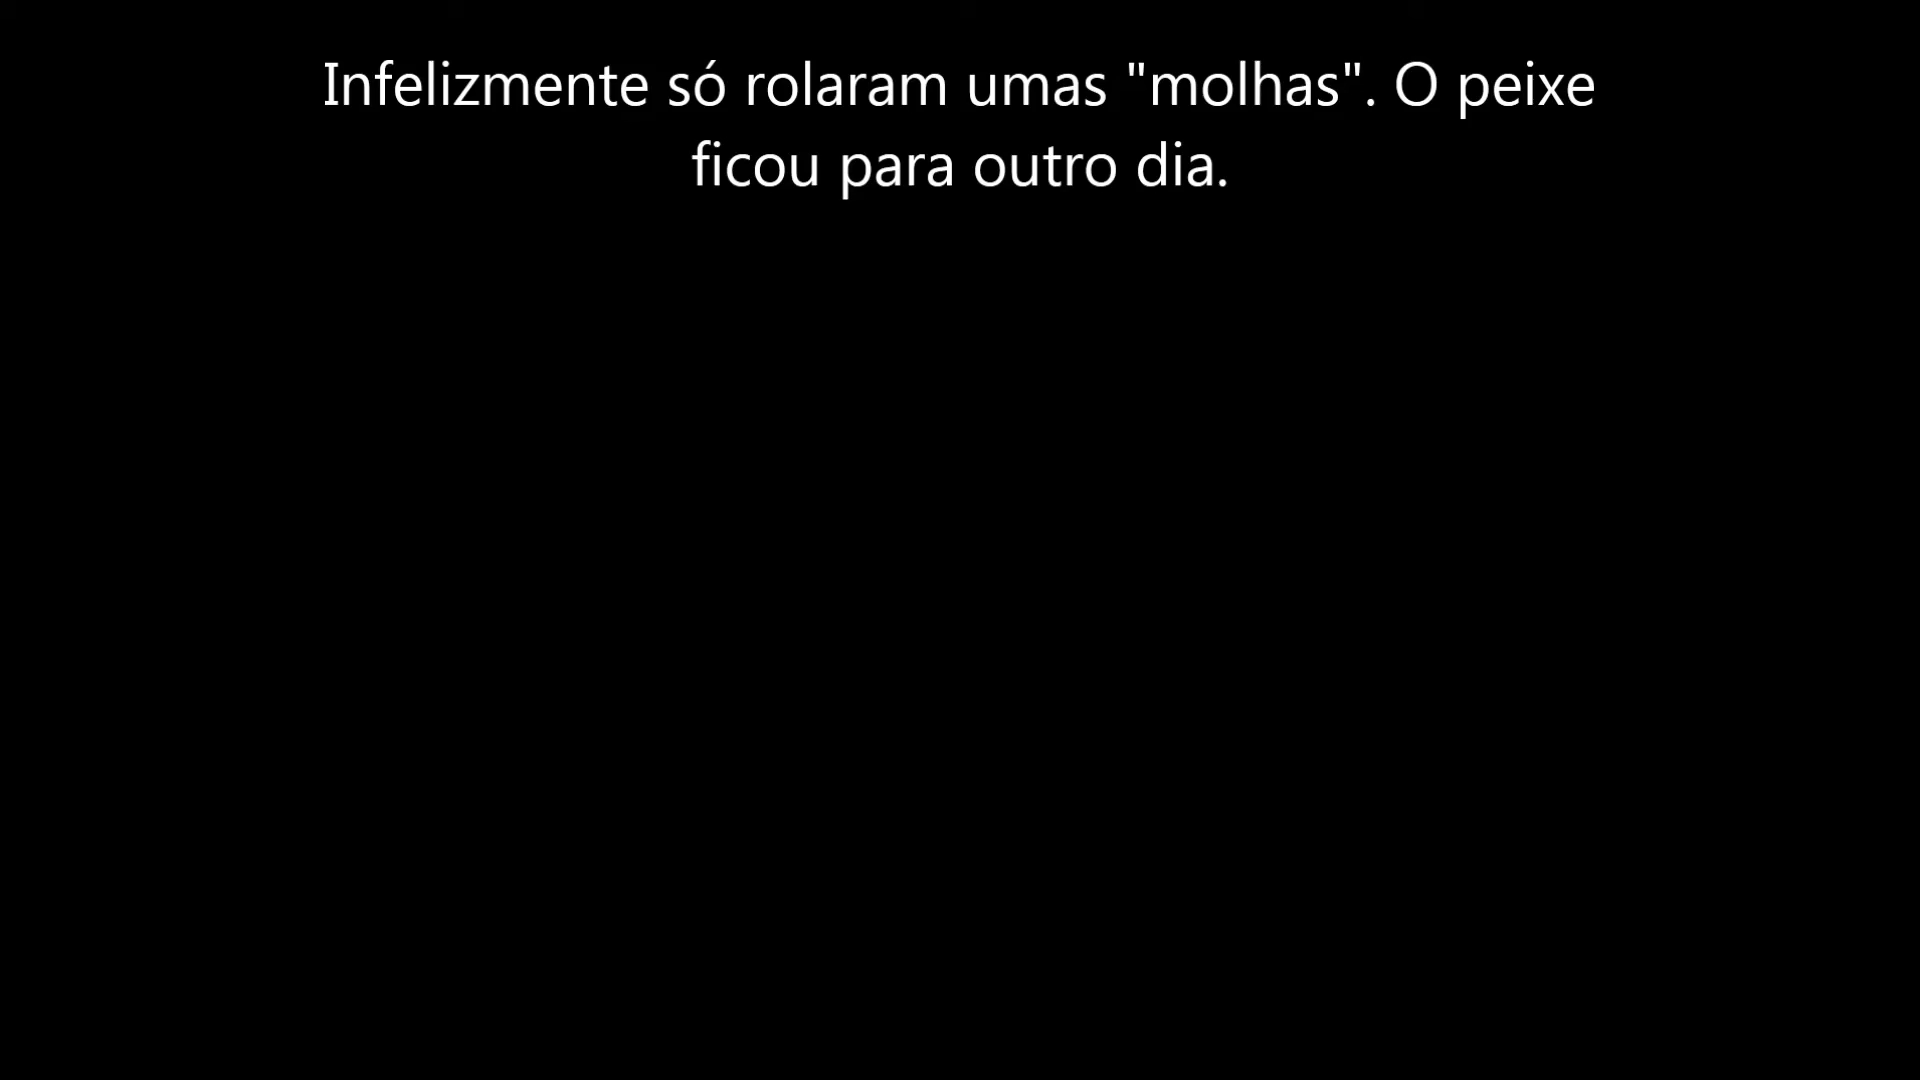 Infelizmente só rolaram umas "molhas". O peixe
ficou para outro dia.